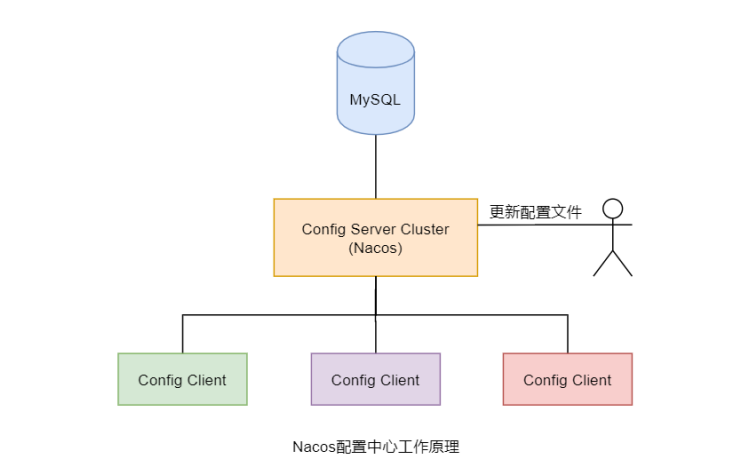 MySQL
Config Server Cluster
(Nacos)
更新配置文件
Config Client
Config Client
Config Client
Nacos配置中心工作原理